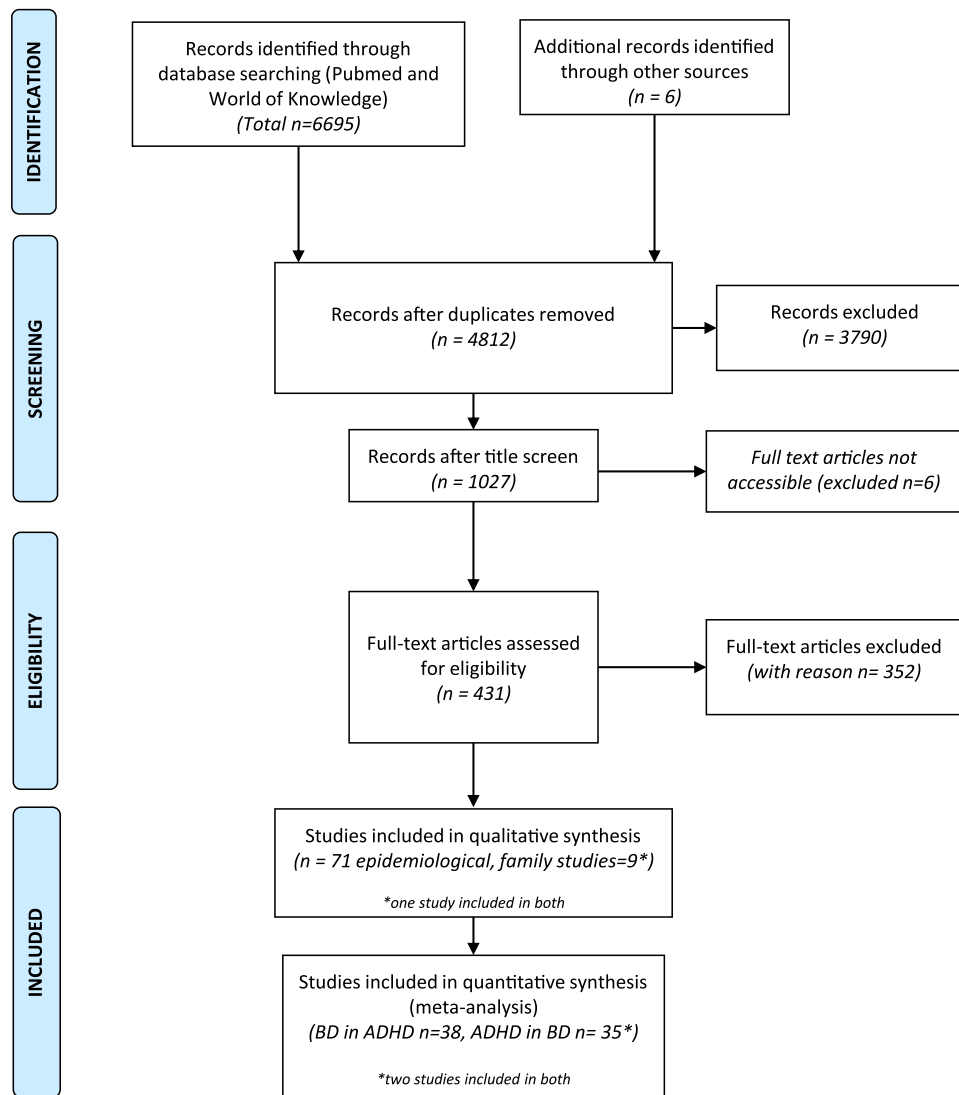 IDENTIFICATION
Records identified through
database searching (Pubmed and
World of Knowledge)
(Total n=6695)
Additional records identified
through other sources
(n = 6)
SCREENING
Records after duplicates removed
(n = 4812)
Records excluded
(n = 3790)
Records after title screen
(n = 1027)
Full text articles not
accessible (excluded n=6)
ELIGIBILITY
Full-text articles assessed
for eligibility
(n = 431)
Full-text articles excluded
(with reason n= 352)
INCLUDED
Studies included in qualitative synthesis
(n = 71 epidemiological, family studies=9*)
*one study included in both
Studies included in quantitative synthesis
(meta-analysis)
(BD in ADHD n=38, ADHD in BD n= 35*)
*two studies included in both